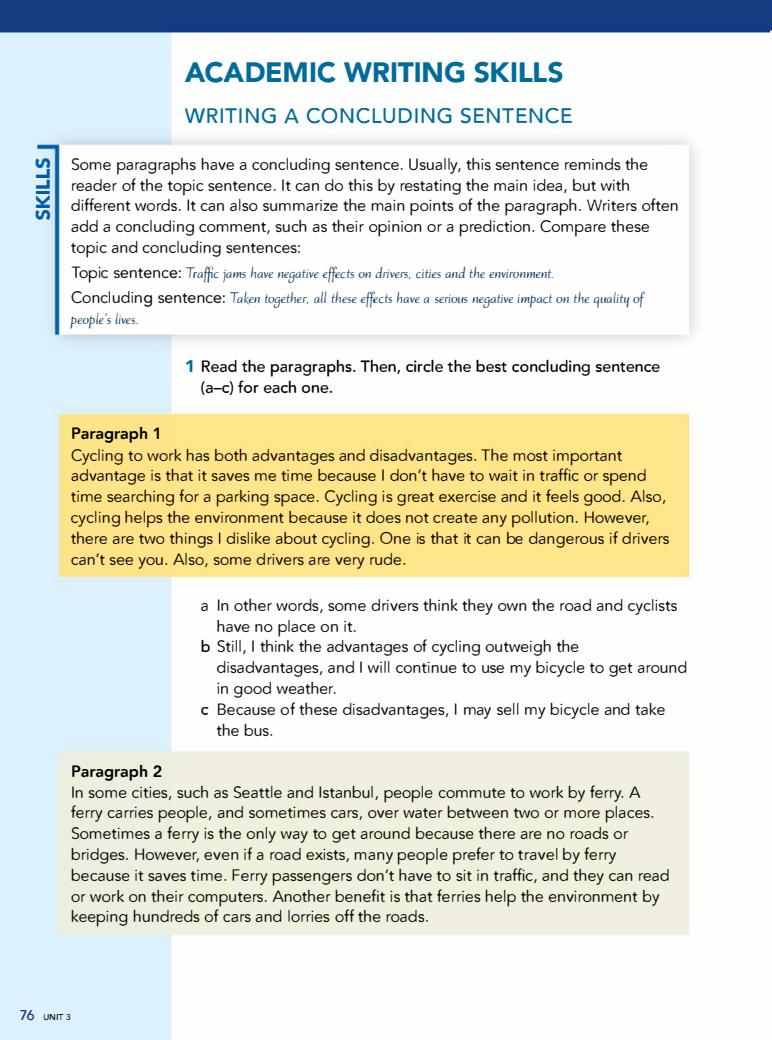 ACADEMIC WRITING SKILLS
WRITING A CONCLUDING SENTENCE
SKILLS
Some paragraphs have a concluding sentence. Usually, this sentence reminds the
reader of the topic sentence. It can do this by restating the main idea, but with
different words. It can also summarize the main points of the paragraph. Writers often
add a concluding comment, such as their opinion or a prediction. Compare these
topic and concluding sentences:
Topic sentence: Traffic jams have negative effects on drivers, cities and the environment.
Concluding sentence: Taken together, all these effects have a serious negative impact on the quality of
people's lives.
1 Read the paragraphs. Then, circle the best concluding sentence
(a–c) for each one.
Paragraph 1
Cycling to work has both advantages and disadvantages. The most important
advantage is that it saves me time because I don't have to wait in traffic or spend
time searching for a parking space. Cycling is great exercise and it feels good. Also,
cycling helps the environment because it does not create any pollution. However,
there are two things I dislike about cycling. One is that it can be dangerous if drivers
can't see you. Also, some drivers are very rude.
a In other words, some drivers think they own the road and cyclists
have no place on it.
b Still, I think the advantages of cycling outweigh the
disadvantages, and I will continue to use my bicycle to get around
in good weather.
c Because of these disadvantages, I may sell my bicycle and take
the bus.
Paragraph 2
In some cities, such as Seattle and Istanbul, people commute to work by ferry. A
ferry carries people, and sometimes cars, over water between two or more places.
Sometimes a ferry is the only way to get around because there are no roads or
bridges. However, even if a road exists, many people prefer to travel by ferry
because it saves time. Ferry passengers don't have to sit in traffic, and they can read
or work on their computers. Another benefit is that ferries help the environment by
keeping hundreds of cars and lorries off the roads.
76 UNIT 3